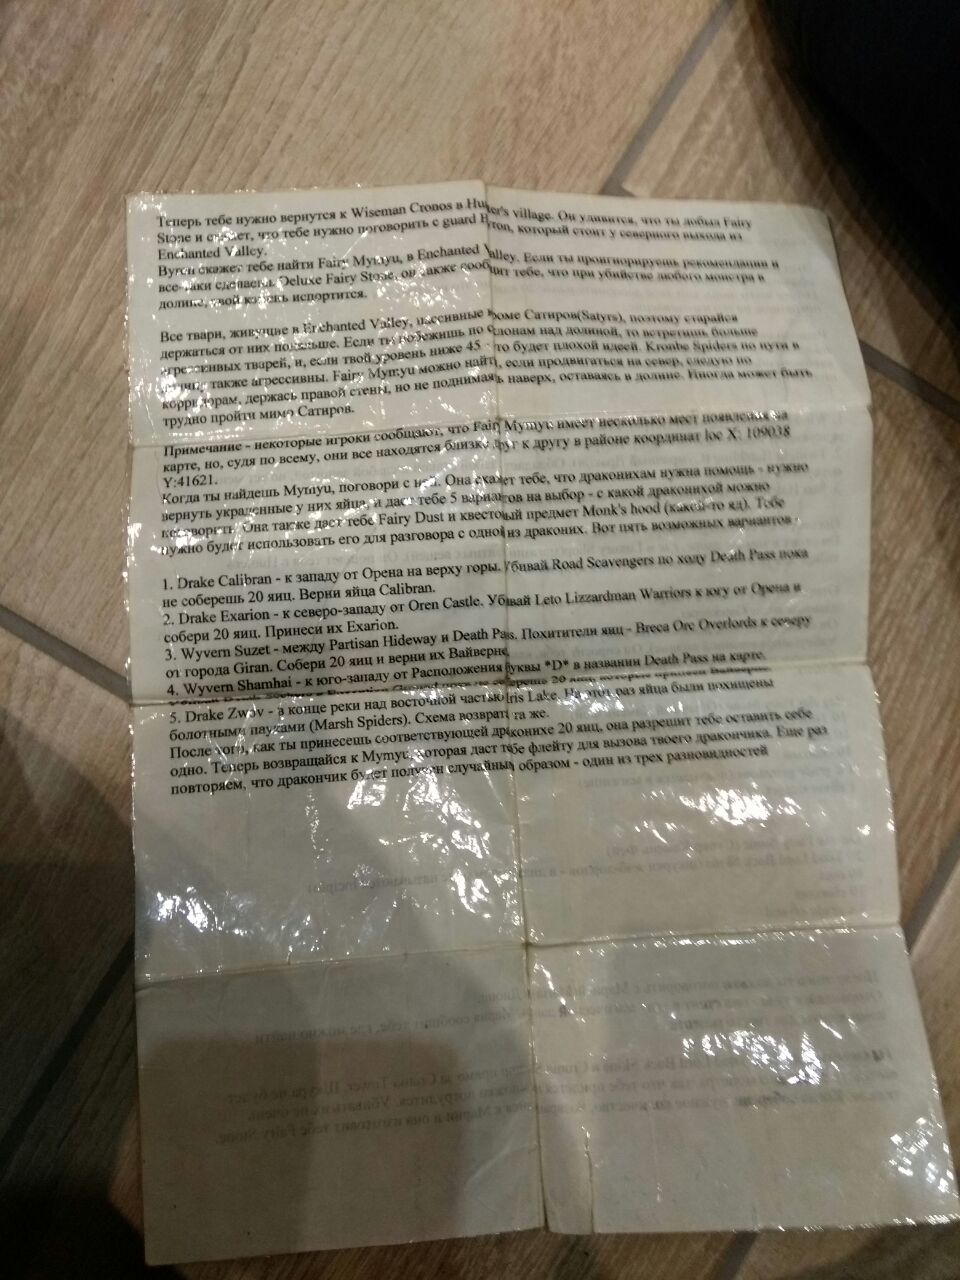 Теперь тебе нужно вернутся к Wiseman Cronos в Hunter's village. Он удивится, что ты добыл Fairy
Stone и скажет, что тебе нужно поговорить с guard Byron, который стоит у северного выхода из
Enchanted Valley.
Byron скажет тебе найти Fairy Mymyu, в Enchanted Valley. Если ты проигнорируешь рекомендации и
все-таки сделаешь Deluxe Fairy Stone, он также сообщит тебе, что при убийстве любого монстра в
долине, твой камень испортится.
Все твари, живущие в Enchanted Valley, пассивные кроме Сатиров(Satyrs), поэтому старайся
держаться от них подальше. Если ты побежишь по склонам над долиной, то встретишь больше
агрессивных тварей, и, если твой уровень ниже 45 - то будет плохой идеей. Kronbe Spiders по пути в
долину также агрессивны. Fairy Mymyu можно найти, если продвигаться на север, следую по
корридорам, держась правой стены, но не поднимаясь наверх, оставаясь в долине. Иногда может быть
трудно пройти мимо Сатиров.
Примечание - некоторые игроки сообщают, что Fairy Mymyu имеет несколько мест появления на
карте, но, судя по всему, они все находятся близко друг к другу в районе координат loc X: 109038
Y:41621.
Когда ты найдешь Mymyu, поговори с ней. Она скажет тебе, что драконихам нужна помощь - нужно
вернуть украденные у них яйца, и даст тебе 5 вариантов на выбор - с какой драконихой можно
поговорить. Она также даст тебе Fairy Dust и квестовый предмет Monk's hood (какой-то яд). Тебе
нужно будет использовать его для разговора с одной из драконих. Вот пять возможных вариантов -
1. Drake Calibran - к западу от Орена на верху горы. Убивай Road Scavengers по ходу Death Pass пока
не соберешь 20 яиц. Верни яйца Calibran.
2. Drake Exarion - к северо-западу от Oren Castle. Убивай Leto Lizzardman Warriors к югу от Орена и
собери 20 яиц. Принеси их Exarion.
3. Wyvern Suzet - между Partisan Hideway и Death Pass. Похитители яиц - Breca Orc Overlords к северу
от города Giran. Собери 20 яиц и верни их Вайверне.
4. Wyvern Shamhai - к юго-западу от Расположения буквы *D* в названии Death Pass на карте.
5. Drake Zwov - в конце реки над восточной частью Iris Lake. На этот раз яйца были похищены
болотными пауками (Marsh Spiders). Схема возврата та же.
После того, как ты принесешь соответствующей драконихе 20 яиц, она разрешит тебе оставить себе
одно. Теперь возвращайся к Mymyu, которая даст тебе флейту для вызова твоего дракончика. Еще раз
повторяем, что дракончик будет получен случайным образом - один из трех разновидностей